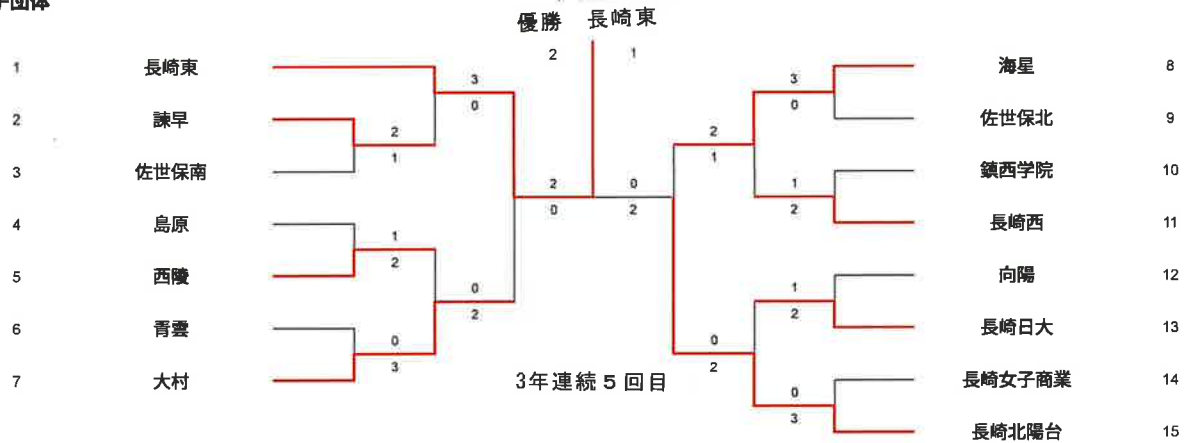 子団体
優勝 長崎東
2 1
1 長崎東
2 諫早
3 佐世保南
4 島原
5 西陵
6 青雲
7 大村
3
0
2
1
1
2
0
3
0
2
2
0
0
2
3年連続5回目
海星 8
佐世保北 9
鎮西学院 10
長崎西 11
向陽 12
長崎日大 13
長崎女子商業 14
長崎北陽台 15
3
0
2
1
1
2
1
2
0
2
0
3